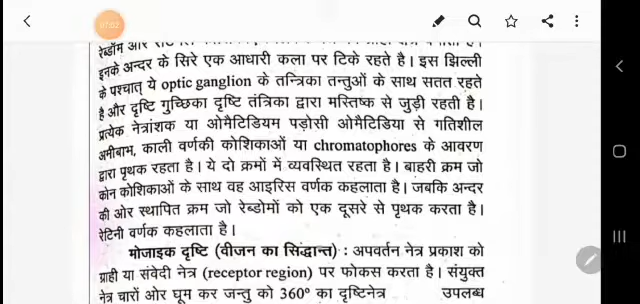 07:02
इनके अन्दर के सिरे एक आधारी कला पर टिके रहते है। इस झिल्ली
के पश्चात् ये optic ganglion के तन्त्रिका तन्तुओं के साथ सतत रहते
है और दृष्टि गुच्छिका दृष्टि तंत्रिका द्वारा मस्तिष्क से जुड़ी रहती है।
प्रत्येक नेत्रांशक या ओमैटिडियम पड़ोसी ओमैटिडिया से गतिशील
अमीबाभ, काली वर्णकी कोशिकाओं या chromatophores के आवरण
द्वारा पृथक रहता है। ये दो क्रमों में व्यवस्थित रहता है। बाहरी क्रम जो
कोन कोशिकाओं के साथ वह आइरिस वर्णक कहलाता है। जबकि अन्दर
की ओर स्थापित क्रम जो रेब्डोमों को एक दूसरे से पृथक करता है।
रेटिनी वर्णक कहलाता है।
मोजाइक दृष्टि (वीजन का सिद्धान्त) : अपवर्तन नेत्र प्रकाश को
ग्राही या संवेदी नेत्र (receptor region) पर फोकस करता है। संयुक्त
नेत्र चारों ओर घूम कर जन्तु को 360° का दृष्टिनेत्र उपलब्ध